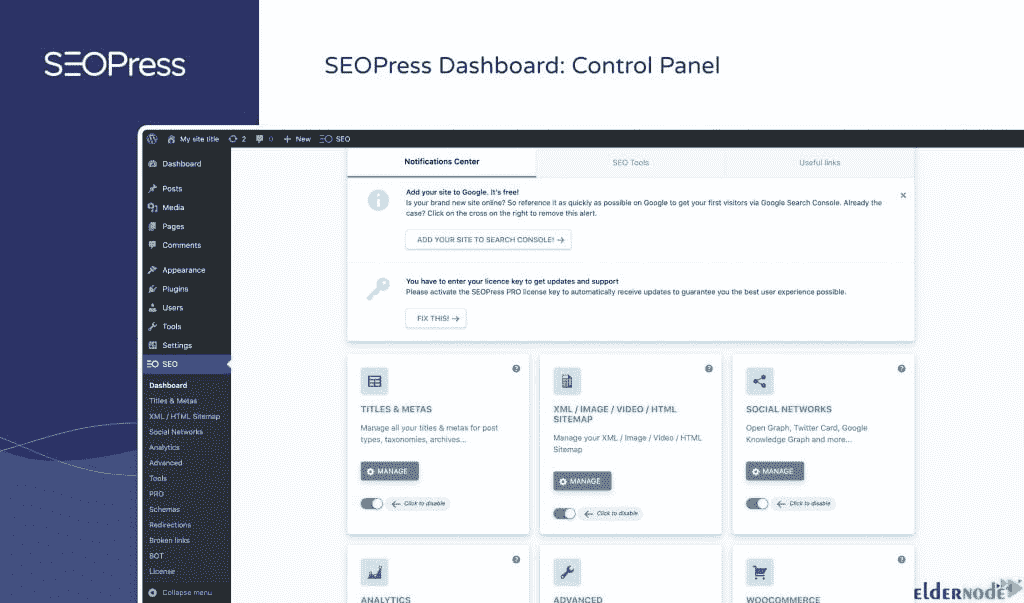 SEOPress
SEOPress Dashboard: Control Panel
My site title
2
0
New
SEO
Dashboard
Posts
Media
Pages
Comments
Appearance
Plugins
Users
Tools
Settings
SEO
Dashboard
Titles & Metas
XML / HTML Sitemap
Social Networks
Analytics
Advanced
Tools
PRO
Schemas
Redirections
Broken links
BOT
License
Collapse menu
Notifications Center
SEO Tools
Useful links
Add your site to Google. It's free!
Is your brand new site online? So reference it as quickly as possible on Google to get your first visitors via Google Search Console. Already the
case? Click on the cross on the right to remove this alert.
ADD YOUR SITE TO SEARCH CONSOLE! →
You have to enter your licence key to get updates and support
Please activate the SEOPress PRO license key to automatically receive updates to guarantee you the best user experience possible.
FIX THIS! →
TITLES & METAS
Manage all your titles & metas for post
types, taxonomies, archives...
MANAGE
← Click to disable
XML / IMAGE / VIDEO / HTML
SITEMAP
Manage your XML / Image / Video / HTML
Sitemap
MANAGE
← Click to disable
SOCIAL NETWORKS
Open Graph, Twitter Card, Google
Knowledge Graph and more...
MANAGE
← Click to disable
ANALYTICS
ADVANCED
WOOCOMMERCE
ELDERNODE